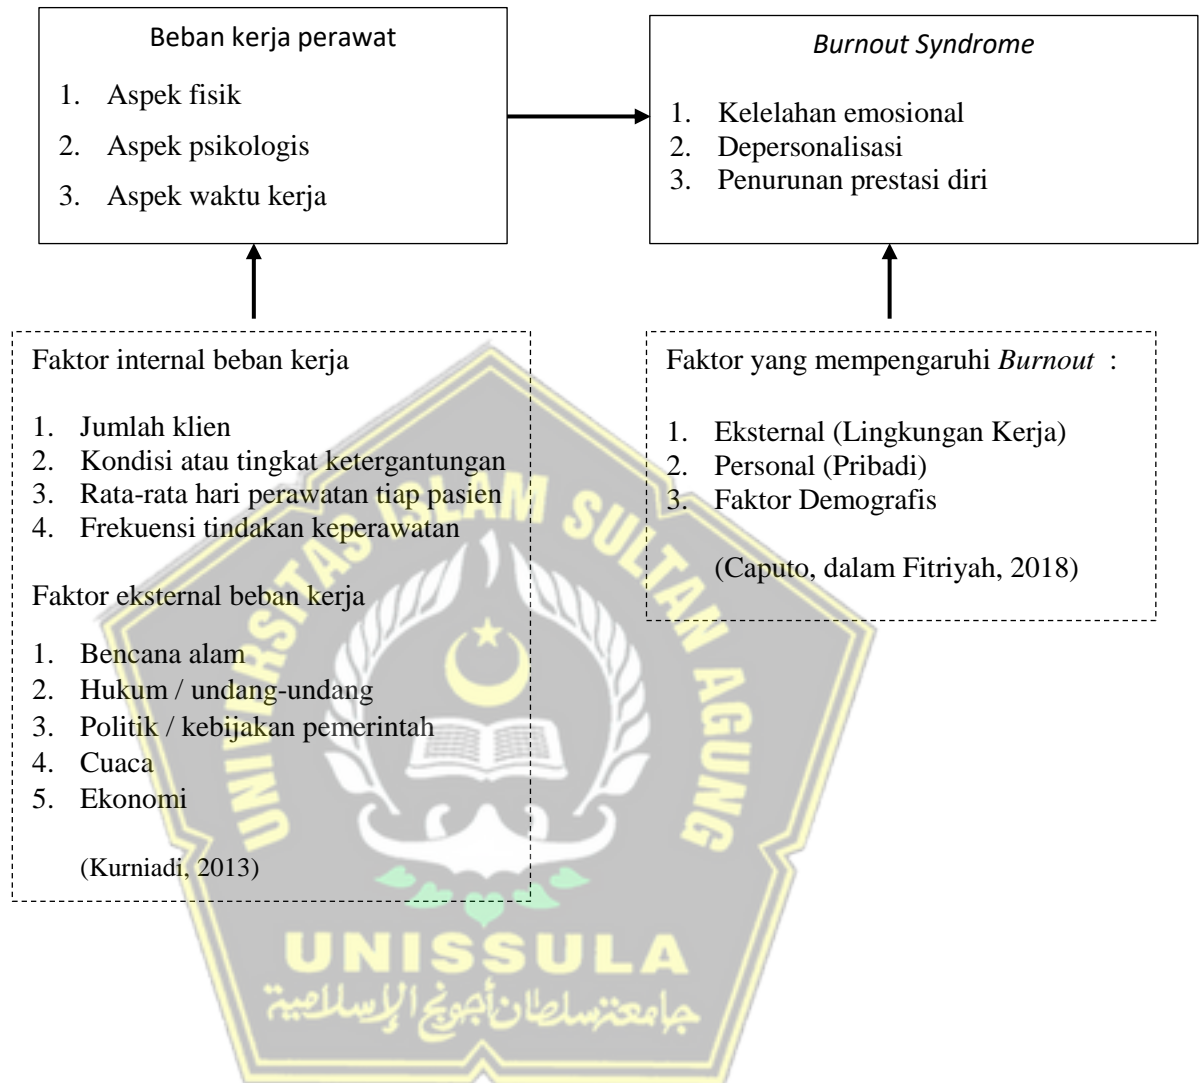 Beban kerja perawat
1. Aspek fisik
2. Aspek psikologis
3. Aspek waktu kerja
Burnout Syndrome
1. Kelelahan emosional
2. Depersonalisasi
3. Penurunan prestasi diri
Faktor internal beban kerja
1. Jumlah klien
2. Kondisi atau tingkat ketergantungan
3. Rata-rata hari perawatan tiap pasien
4. Frekuensi tindakan keperawatan
Faktor eksternal beban kerja
1. Bencana alam
2. Hukum / undang-undang
3. Politik / kebijakan pemerintah
4. Cuaca
5. Ekonomi
(Kurniadi, 2013)
Faktor yang mempengaruhi Burnout :
1. Eksternal (Lingkungan Kerja)
2. Personal (Pribadi)
3. Faktor Demografis
(Caputo, dalam Fitriyah, 2018)
UNIVERSITAS ISLAM SULTAN AGUNG
UNISSULA
جامعة سلطان أجونج الإسلامية